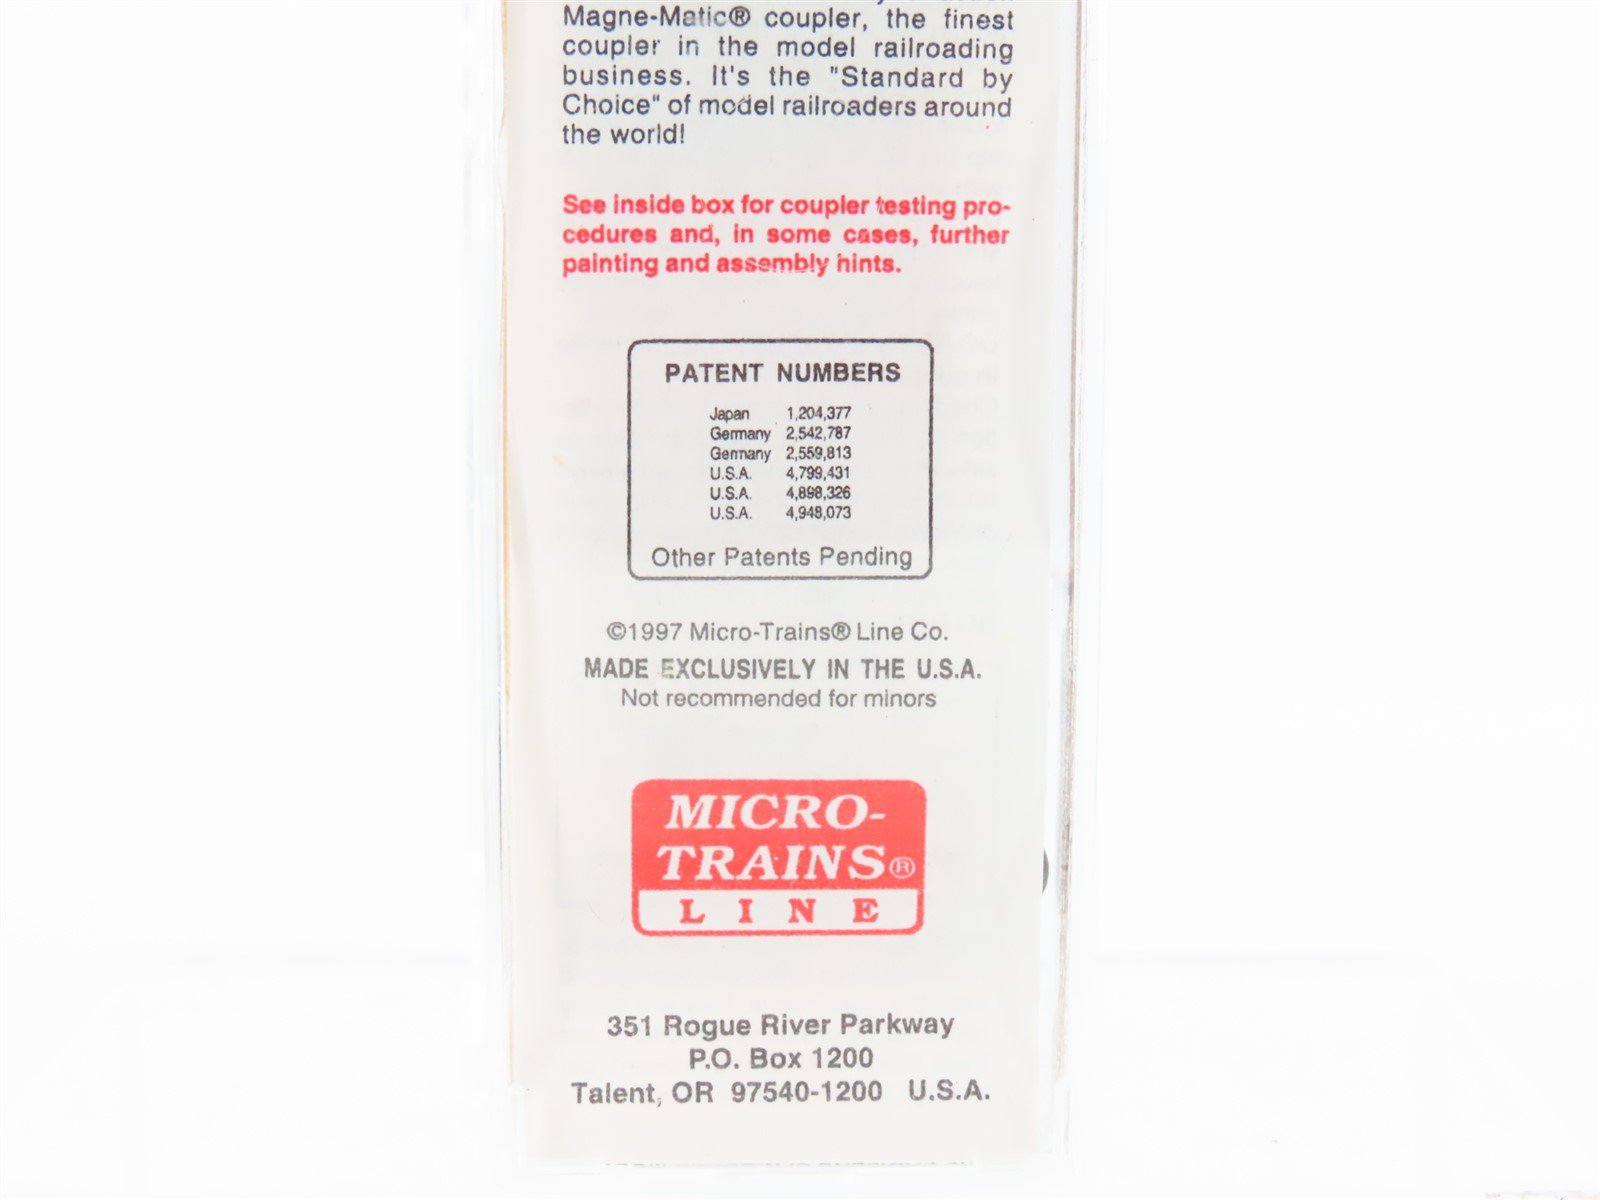 Magne-Matic® coupler, the finest
coupler in the model railroading
business. It's the "Standard by
Choice" of model railroaders around
the world!
See inside box for coupler testing pro-
cedures and, in some cases, further
painting and assembly hints.
PATENT NUMBERS
Japan 1,204,377
Germany 2,542,787
Germany 2,559,813
U.S.A. 4,799,431
U.S.A. 4,898,326
U.S.A. 4,948,073
Other Patents Pending
©1997 Micro-Trains® Line Co.
MADE EXCLUSIVELY IN THE U.S.A.
Not recommended for minors
MICRO-
TRAINS®
LINE
351 Rogue River Parkway
P.O. Box 1200
Talent, OR 97540-1200 U.S.A.